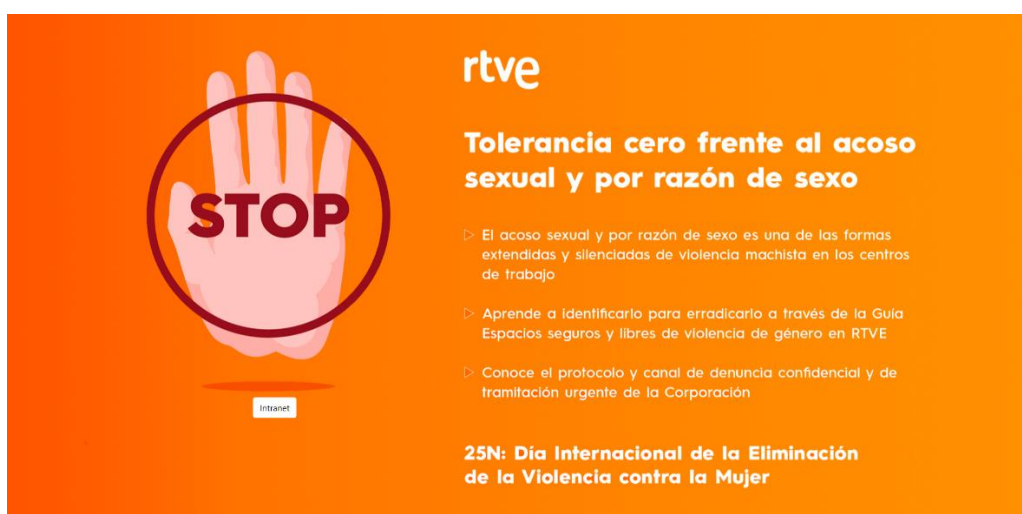 STOP
Intranet
rtve
Tolerancia cero frente al acoso
sexual y por razón de sexo
El acoso sexual y por razón de sexo es una de las formas
extendidas y silenciadas de violencia machista en los centros
de trabajo
Aprende a identificarlo para erradicarlo a través de la Guía
Espacios seguros y libres de violencia de género en RTVE
Conoce el protocolo y canal de denuncia confidencial y de
tramitación urgente de la Corporación
25N: Día Internacional de la Eliminación
de la Violencia contra la Mujer